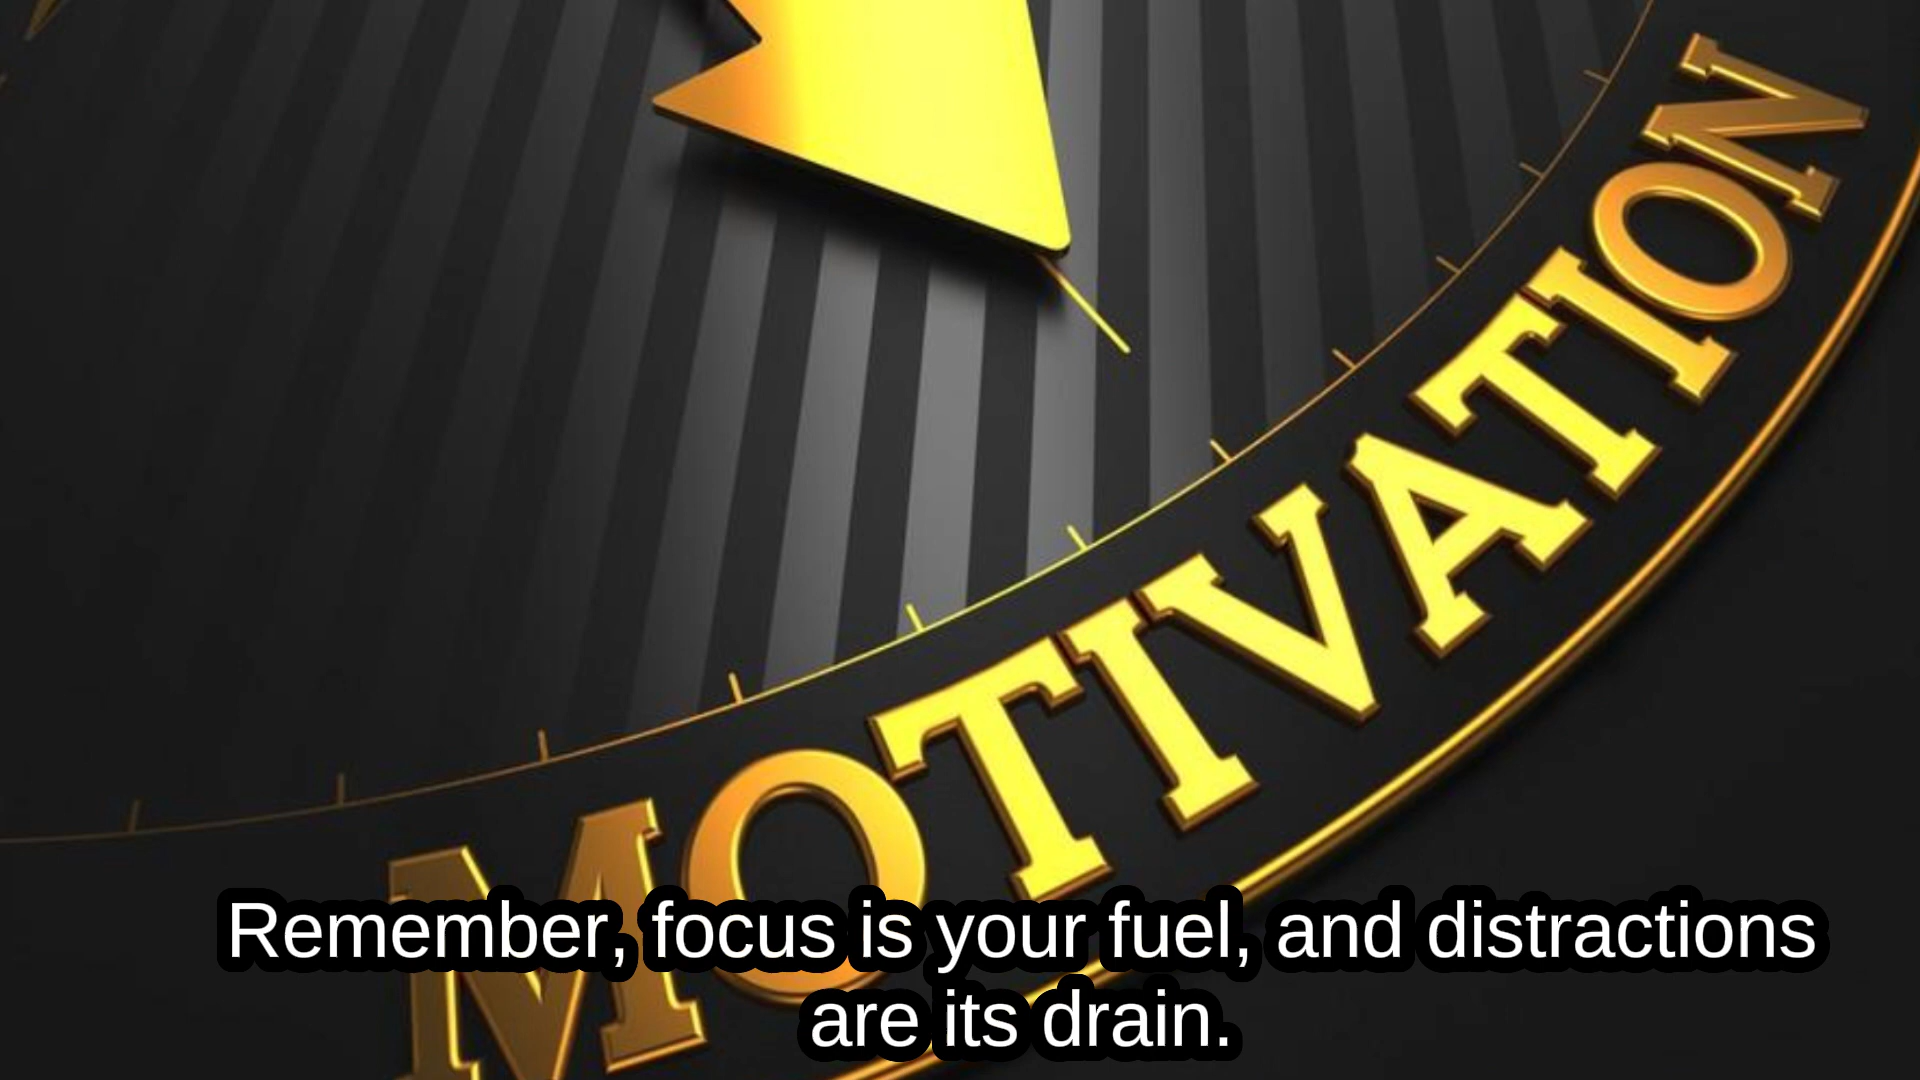 MOTIVATION
Remember, focus is your fuel, and distractions
are its drain.